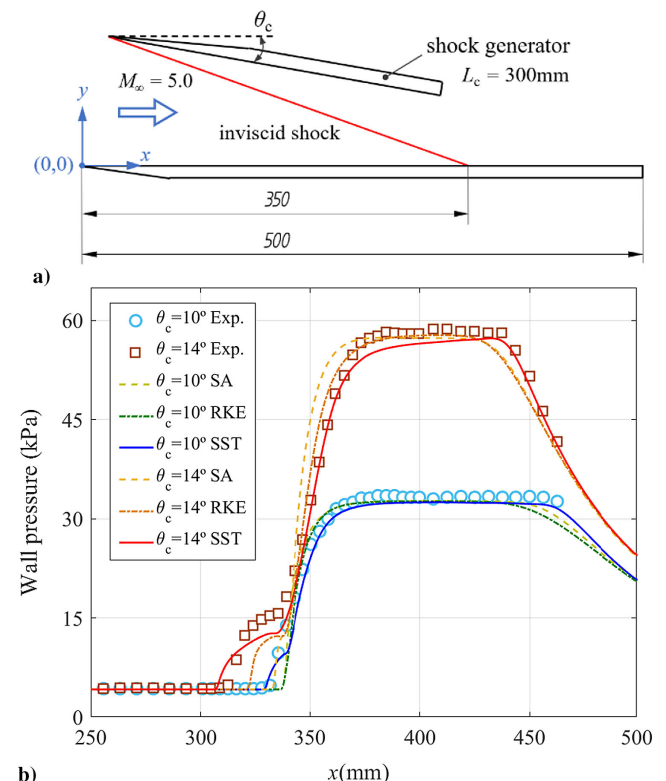 θc
shock generator
Lc = 300mm
M∞ = 5.0
y
inviscid shock
(0,0)
x
350
500
a)
60
45
30
15
0
Wall pressure (kPa)
θc=10º Exp.
θc=14º Exp.
θc=10º SA
θc=10º RKE
θc=10º SST
θc=14º SA
θc=14º RKE
θc=14º SST
250 300 350 400 450 500
b)
x(mm)